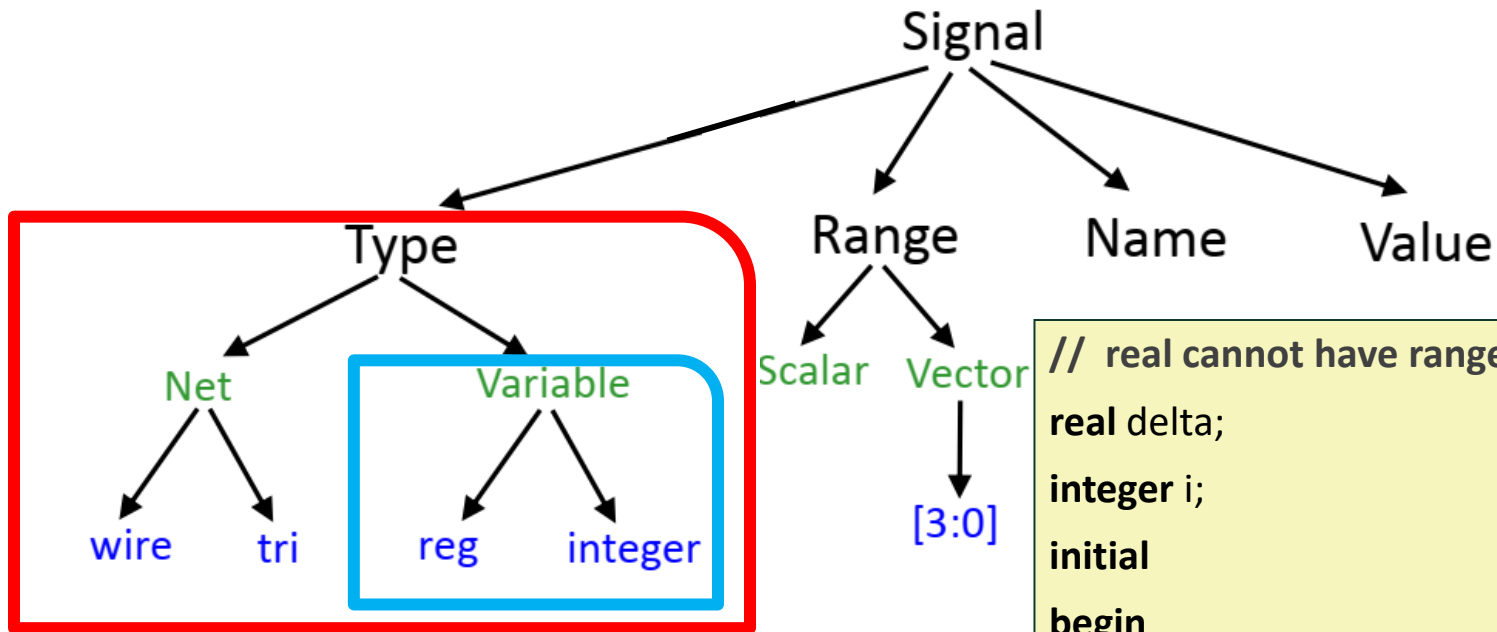 Signal
Type
Range
Name
Value
Net
Variable
Scalar
Vector
wire
tri
reg
integer
[3:0]
// real cannot have range
real delta;
integer i;
initial
begin